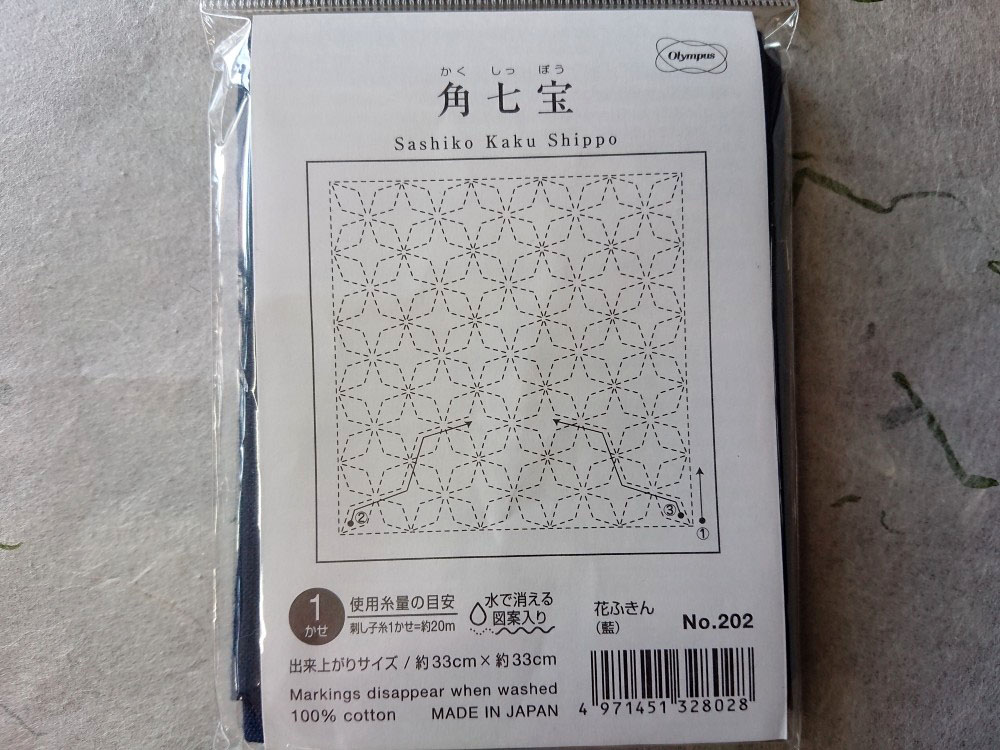 Olympus
かく しっ ぽう
角七宝
Sashiko Kaku Shippo
②
③
①
1
かせ
使用糸量の目安
刺し子糸1かせ=約20m
水で消える
図案入り
花ふきん
(藍)
No.202
出来上がりサイズ / 約33cm×約33cm
Markings disappear when washed
100% cotton MADE IN JAPAN
4 971451 328028